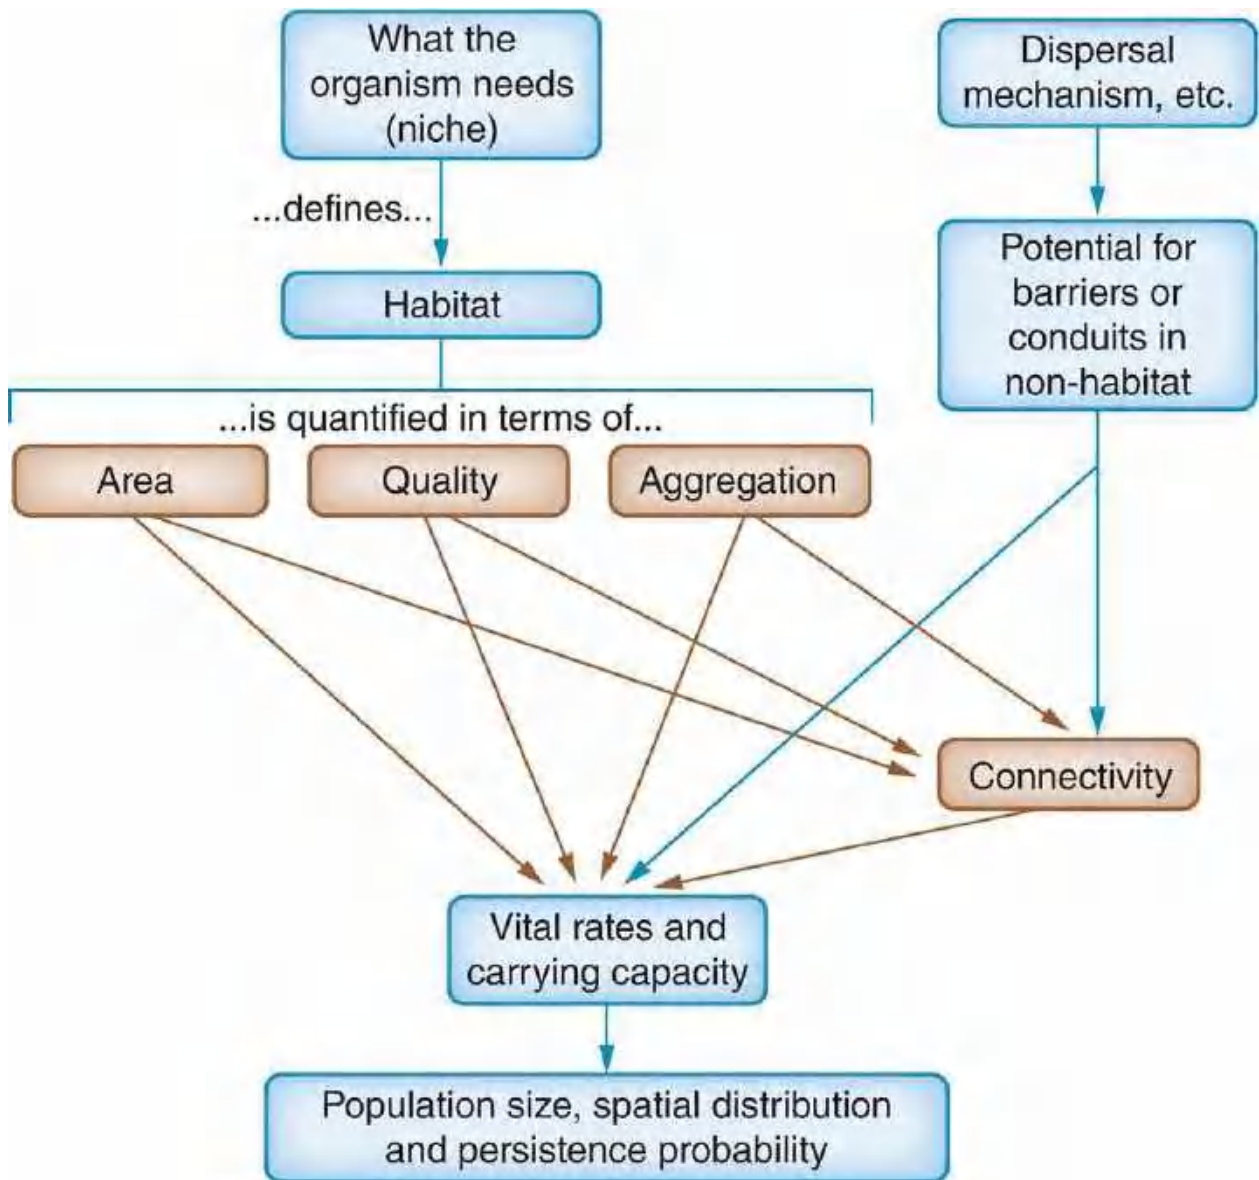 What the
organism needs
(niche)
...defines...
Habitat
...is quantified in terms of...
Area
Quality
Aggregation
Dispersal
mechanism, etc.
Potential for
barriers or
conduits in
non-habitat
Connectivity
Vital rates and
carrying capacity
Population size, spatial distribution
and persistence probability